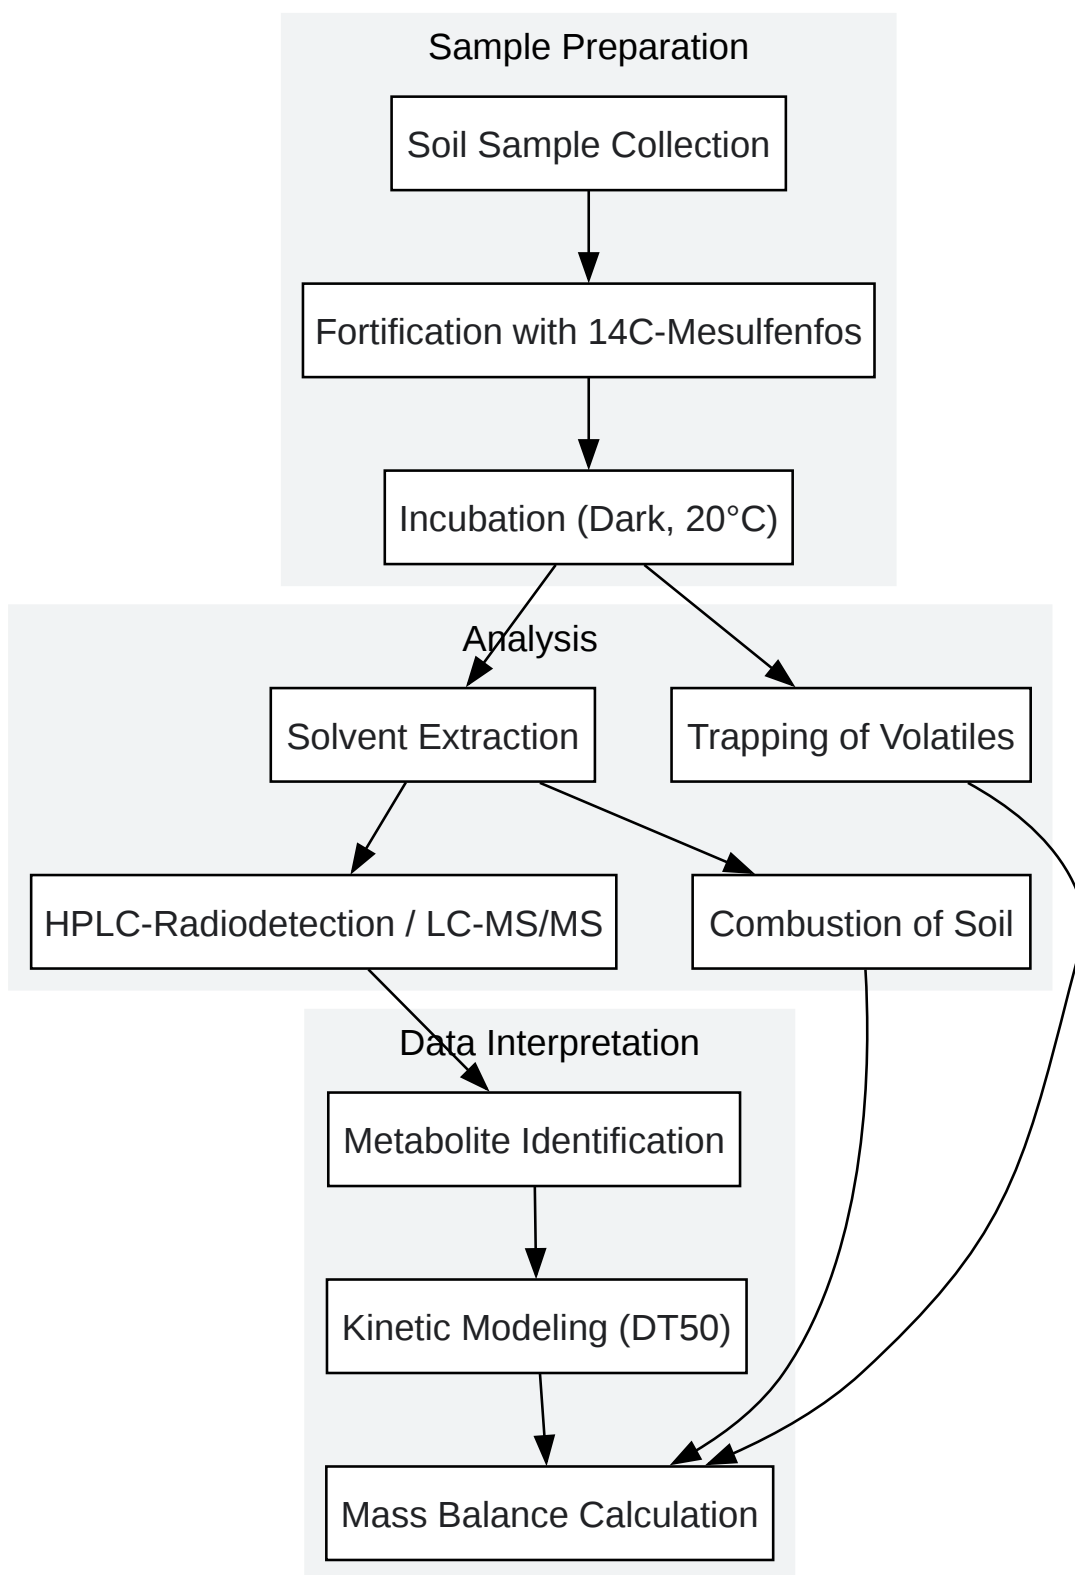 Sample Preparation
Soil Sample Collection
Fortification with 14C-Mesulfenfos
Incubation (Dark, 20°C)
Analysis
Solvent Extraction
Trapping of Volatiles
HPLC-Radiodetection / LC-MS/MS
Combustion of Soil
Data Interpretation
Metabolite Identification
Kinetic Modeling (DT50)
Mass Balance Calculation